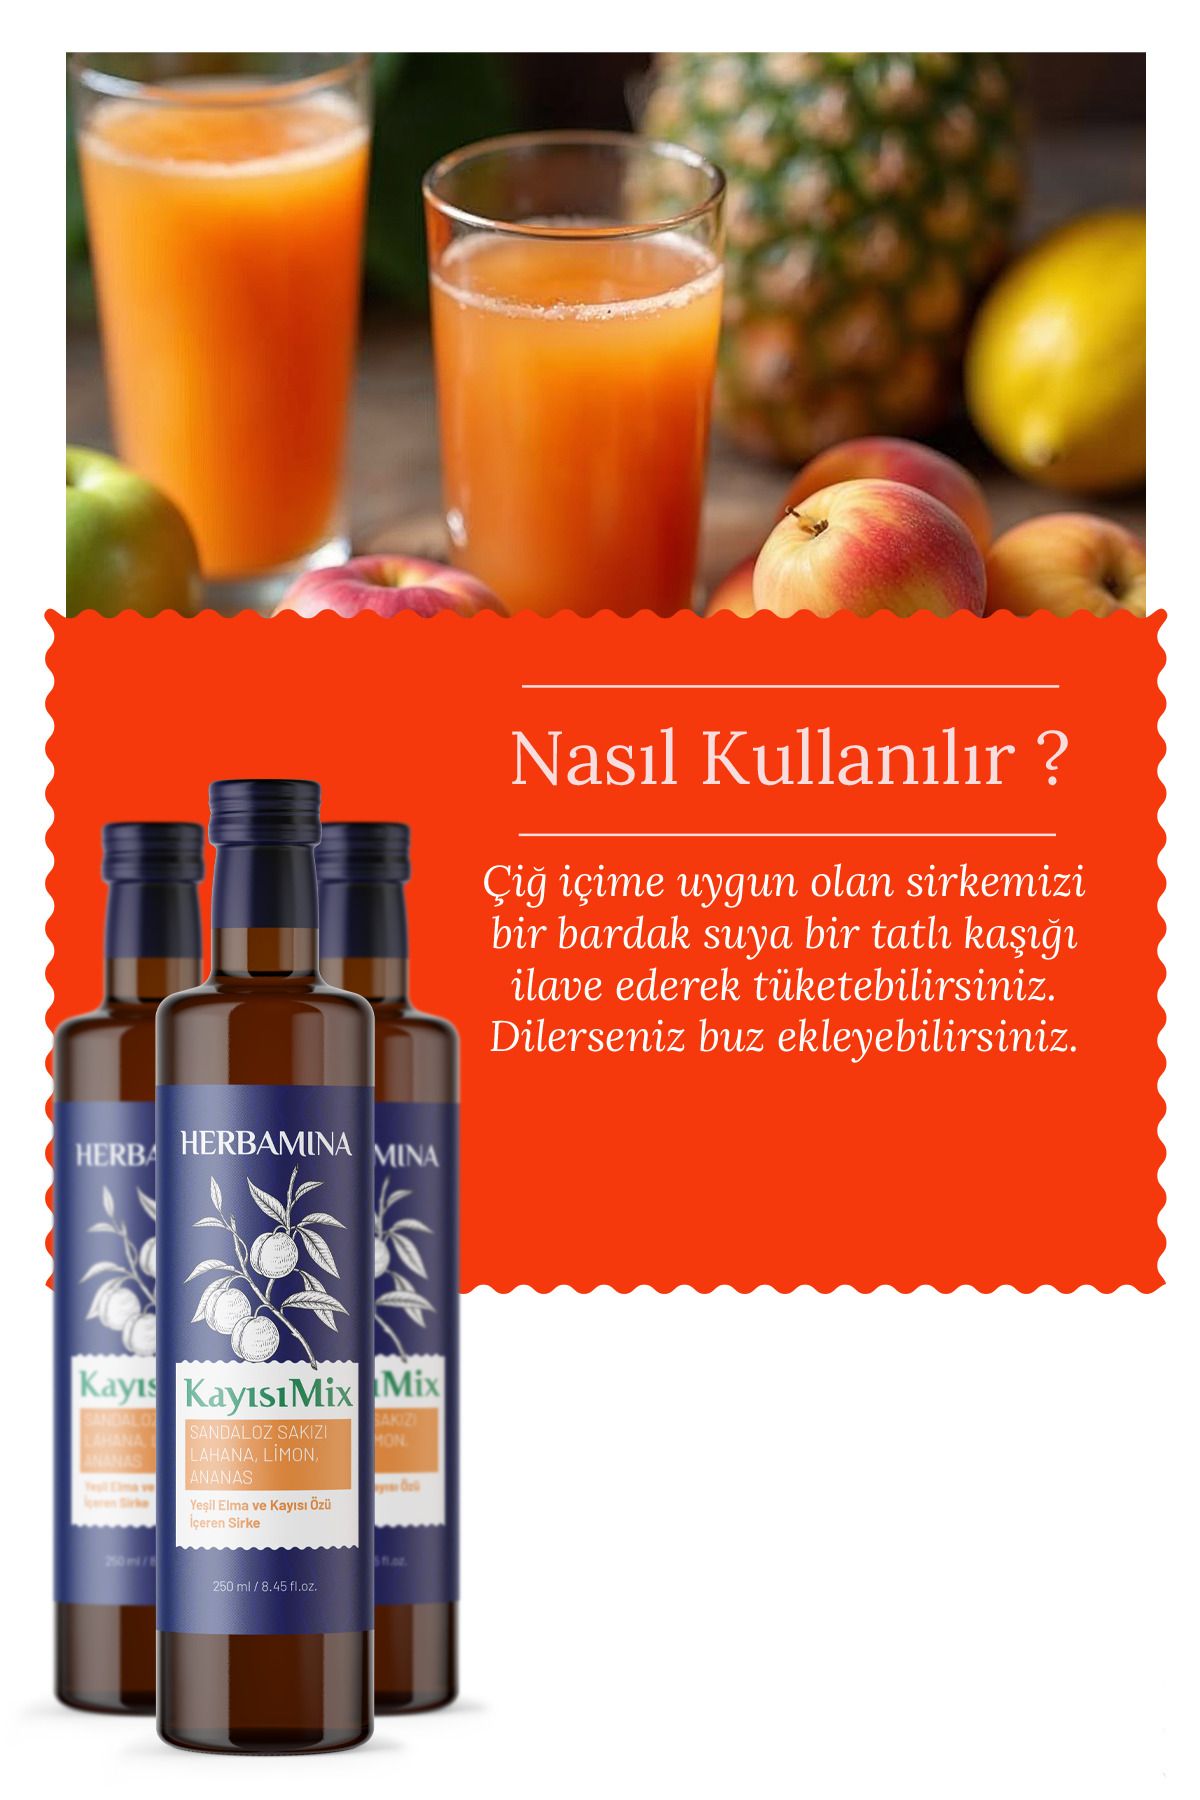 Nasıl Kullanılır ?
Çiğ içime uygun olan sirkemizi
bir bardak suya bir tatlı kaşığı
ilave ederek tüketebilirsiniz.
Dilerseniz buz ekleyebilirsiniz.
HERBAMINA
KayısıMix
SANDALOZ SAKIZI
LAHANA, LİMON,
ANANAS
Yeşil Elma ve Kayısı Özü
İçeren Sirke
250 ml / 8.45 fl.oz.